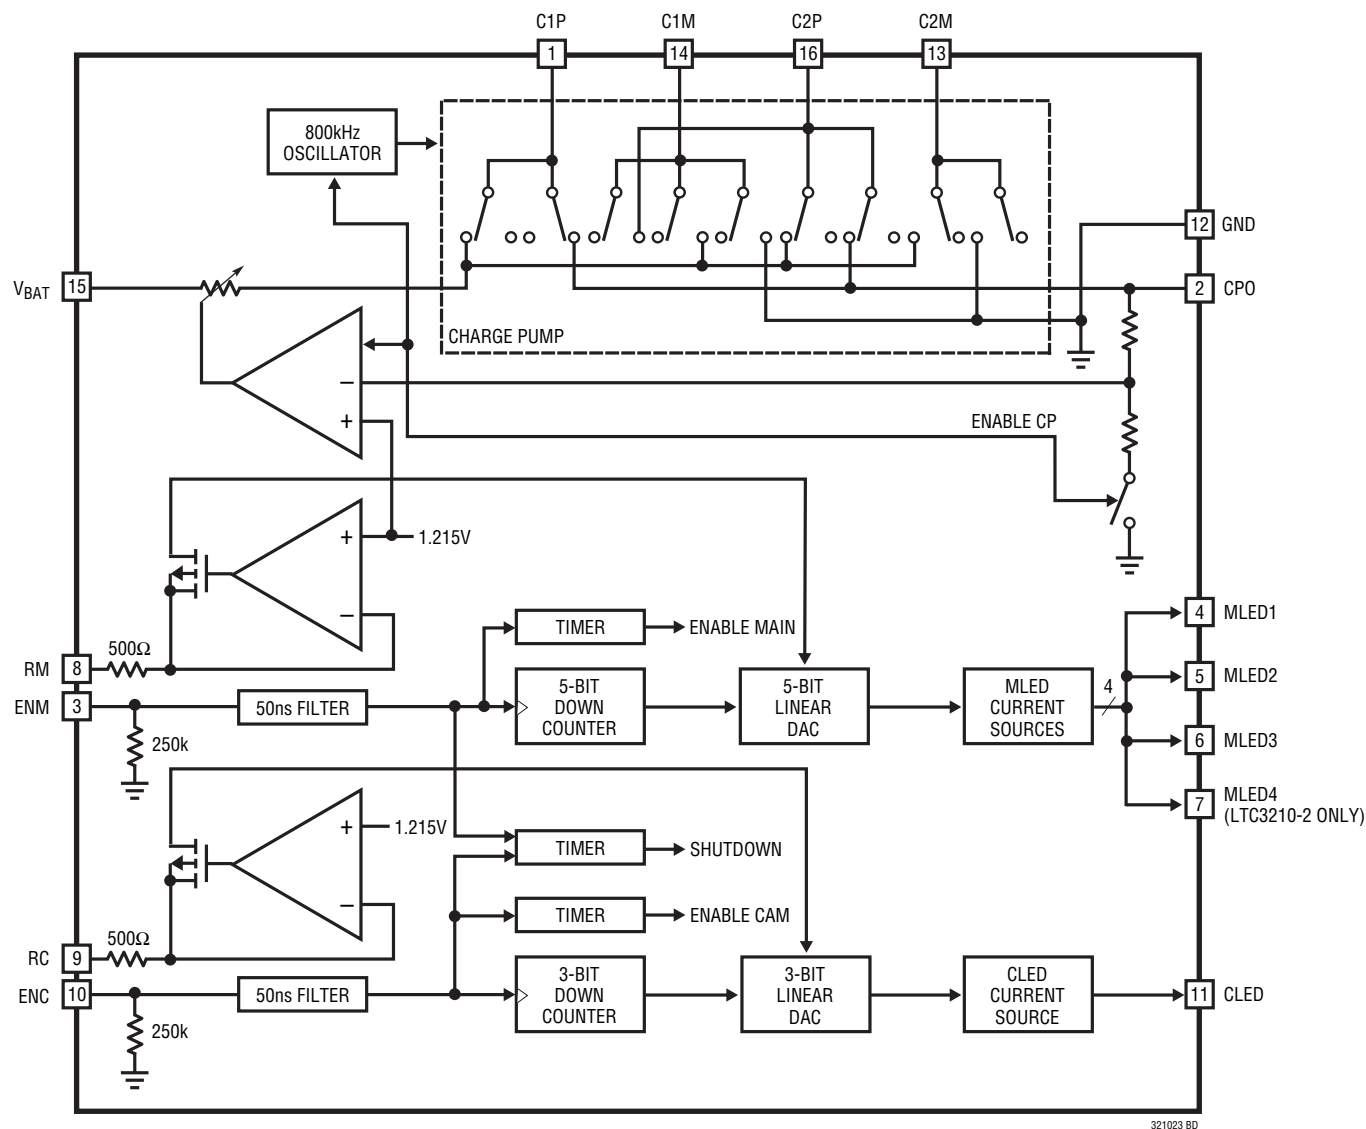 C1P
C1M
C2P
C2M
1
14
16
13
800kHz
OSCILLATOR
12
GND
15
VBAT
2
CPO
CHARGE PUMP
–
+
ENABLE CP
+
1.215V
–
4
MLED1
TIMER
ENABLE MAIN
500Ω
RM
8
5
MLED2
ENM
3
50ns FILTER
5-BIT
DOWN
COUNTER
5-BIT
LINEAR
DAC
MLED
CURRENT
SOURCES
4
250k
6
MLED3
7
MLED4
(LTC3210-2 ONLY)
+
1.215V
–
TIMER
SHUTDOWN
TIMER
ENABLE CAM
500Ω
RC
9
ENC
10
50ns FILTER
3-BIT
DOWN
COUNTER
3-BIT
LINEAR
DAC
CLED
CURRENT
SOURCE
11
CLED
250k
321023 BD